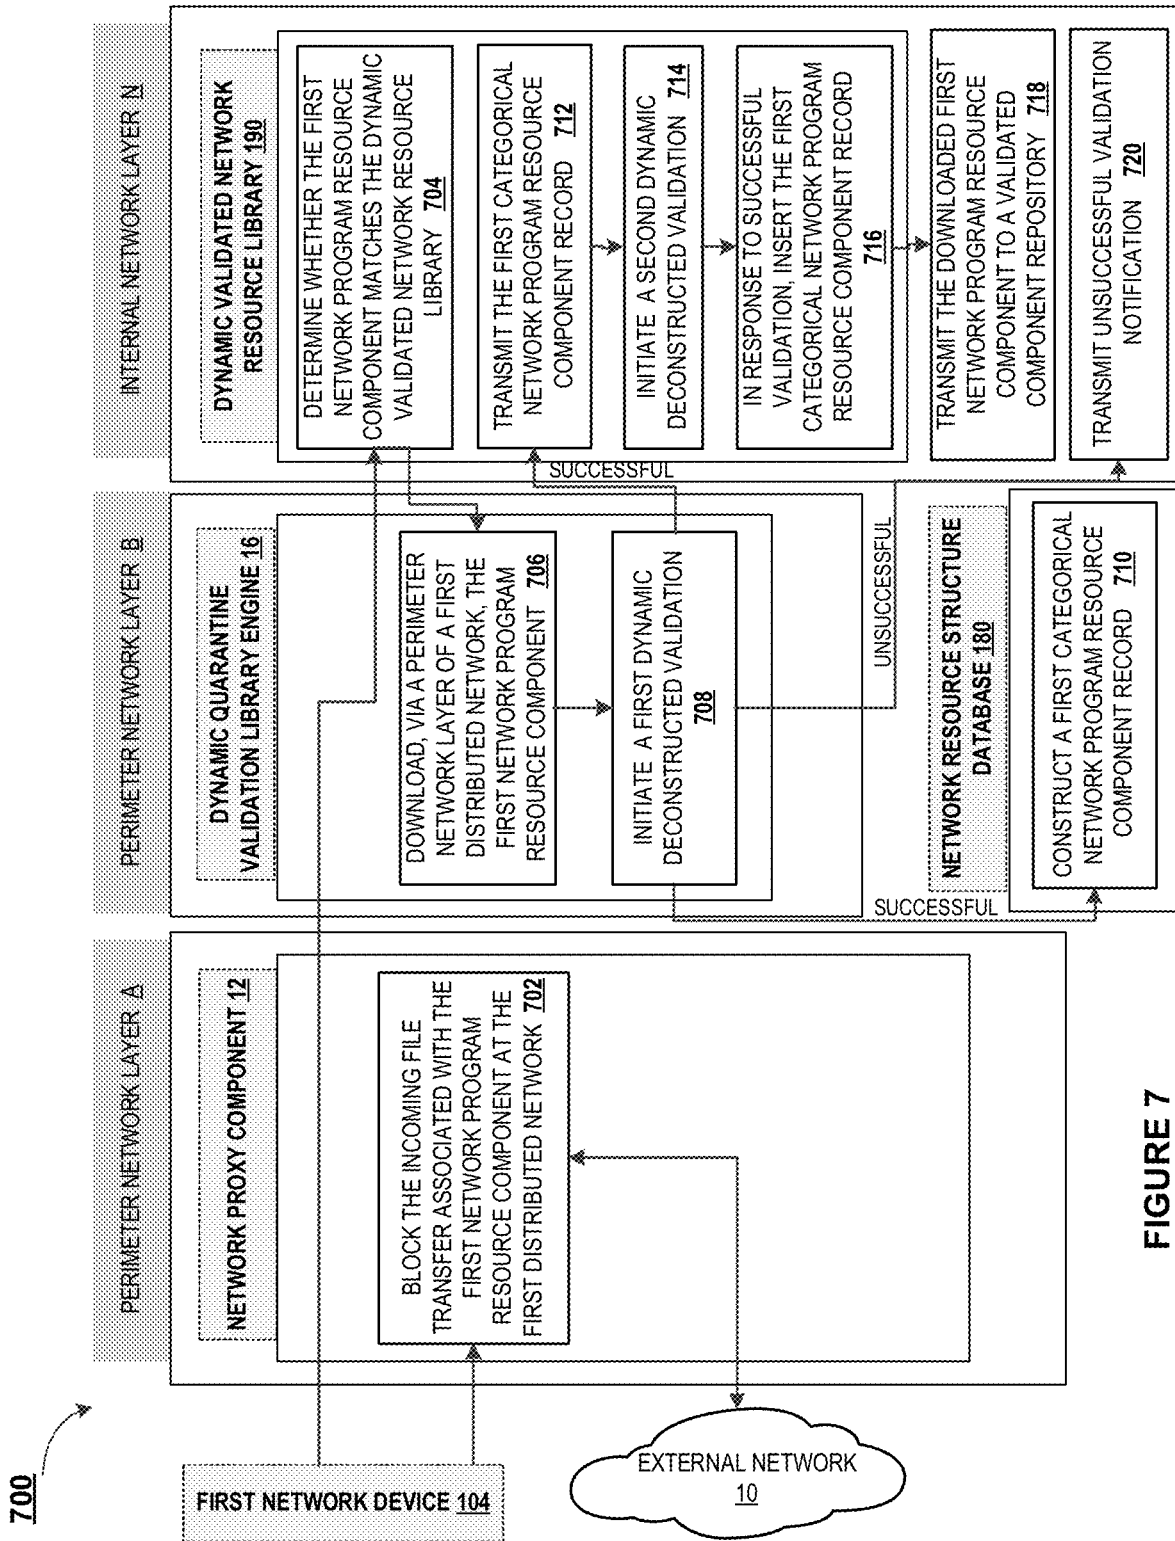 700
FIRST NETWORK DEVICE 104
EXTERNAL NETWORK
10
PERIMETER NETWORK LAYER A
NETWORK PROXY COMPONENT 12
BLOCK THE INCOMING FILE
TRANSFER ASSOCIATED WITH THE
FIRST NETWORK PROGRAM
RESOURCE COMPONENT AT THE
FIRST DISTRIBUTED NETWORK 702
PERIMETER NETWORK LAYER B
DYNAMIC QUARANTINE
VALIDATION LIBRARY ENGINE 16
DOWNLOAD, VIA A PERIMETER
NETWORK LAYER OF A FIRST
DISTRIBUTED NETWORK, THE
FIRST NETWORK PROGRAM
RESOURCE COMPONENT 706
INITIATE A FIRST DYNAMIC
DECONSTRUCTED VALIDATION
708
SUCCESSFUL
UNSUCCESSFUL
SUCCESSFUL
NETWORK RESOURCE STRUCTURE
DATABASE 180
CONSTRUCT A FIRST CATEGORICAL
NETWORK PROGRAM RESOURCE
COMPONENT RECORD 710
INTERNAL NETWORK LAYER N
DYNAMIC VALIDATED NETWORK
RESOURCE LIBRARY 190
DETERMINE WHETHER THE FIRST
NETWORK PROGRAM RESOURCE
COMPONENT MATCHES THE DYNAMIC
VALIDATED NETWORK RESOURCE
LIBRARY 704
TRANSMIT THE FIRST CATEGORICAL
NETWORK PROGRAM RESOURCE
COMPONENT RECORD 712
INITIATE A SECOND DYNAMIC
DECONSTRUCTED VALIDATION 714
IN RESPONSE TO SUCCESSFUL
VALIDATION, INSERT THE FIRST
CATEGORICAL NETWORK PROGRAM
RESOURCE COMPONENT RECORD
716
TRANSMIT THE DOWNLOADED FIRST
NETWORK PROGRAM RESOURCE
COMPONENT TO A VALIDATED
COMPONENT REPOSITORY 718
TRANSMIT UNSUCCESSFUL VALIDATION
NOTIFICATION 720
FIGURE 7